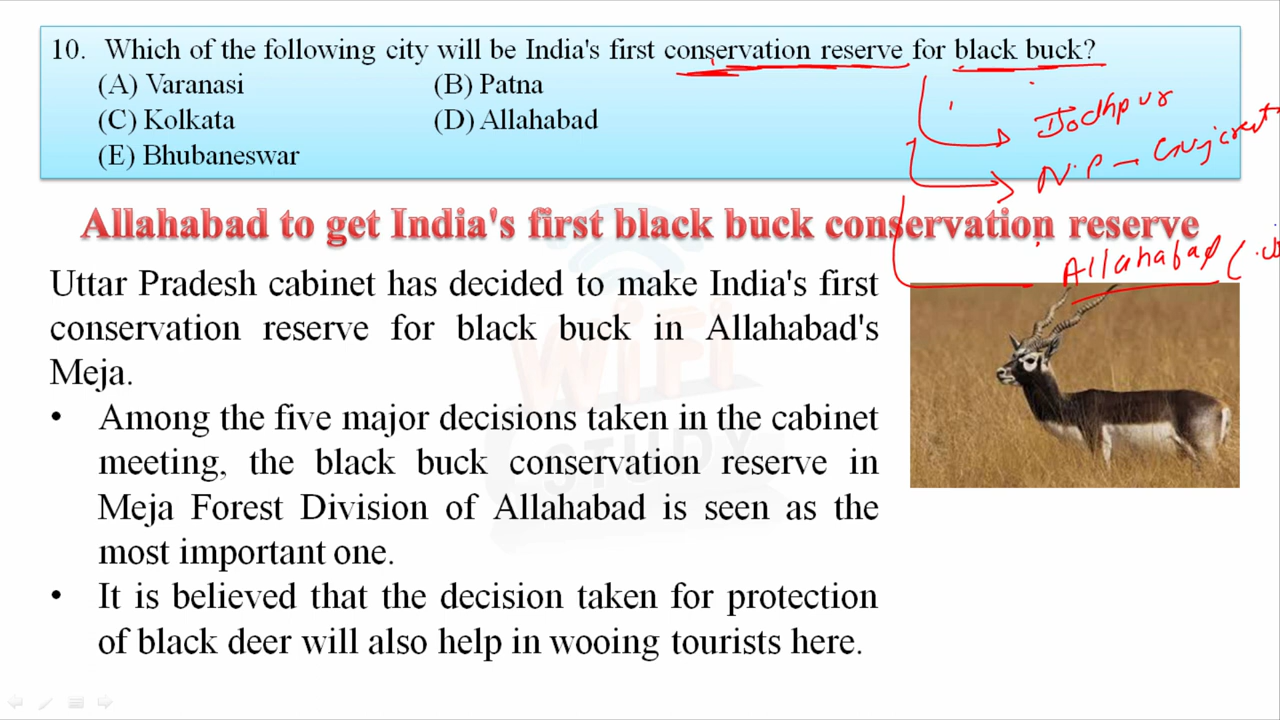 10. Which of the following city will be India's first conservation reserve for black buck?
(A) Varanasi (B) Patna
(C) Kolkata (D) Allahabad
(E) Bhubaneswar
Jodhpur
N.P → Gujarat
Allahabad to get India's first black buck conservation reserve
Allahabad (
Uttar Pradesh cabinet has decided to make India's first
conservation reserve for black buck in Allahabad's
Meja.
• Among the five major decisions taken in the cabinet
meeting, the black buck conservation reserve in
Meja Forest Division of Allahabad is seen as the
most important one.
• It is believed that the decision taken for protection
of black deer will also help in wooing tourists here.
WiFi
STUDY